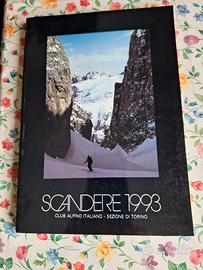 SCANDERE 1993
CLUB ALPINO ITALIANO - SEZIONE DI TORINO